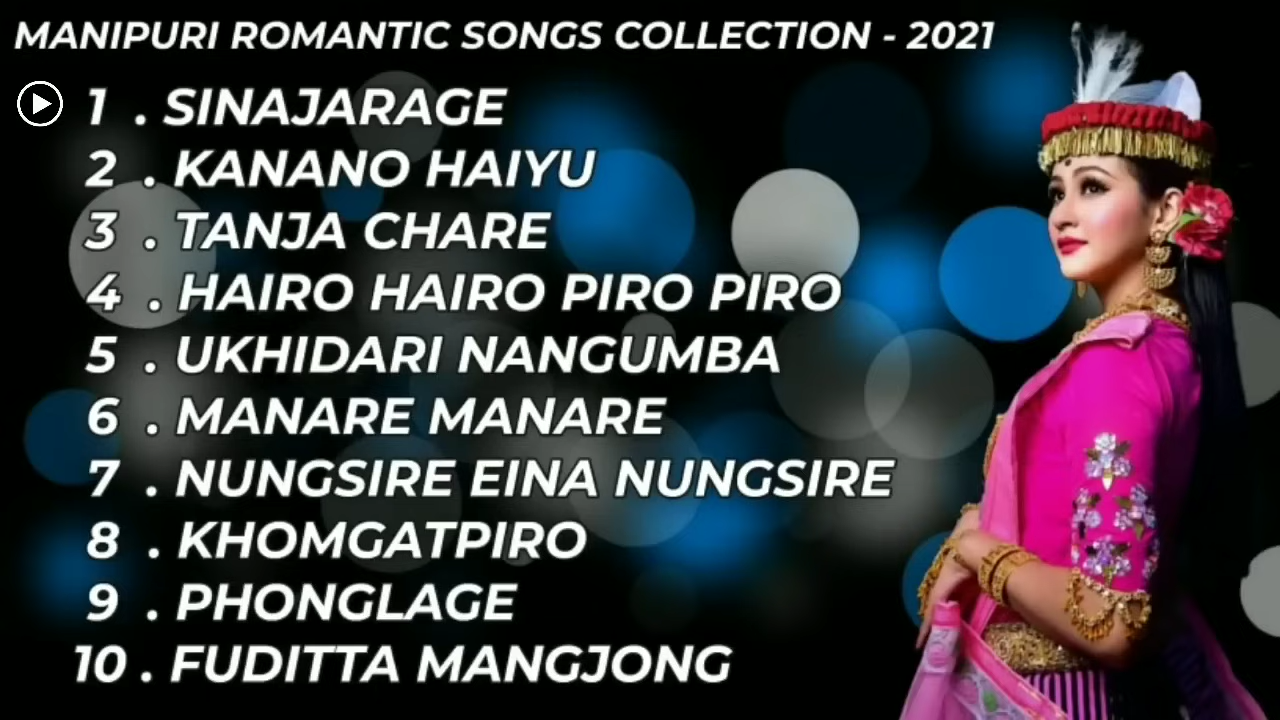 MANIPURI ROMANTIC SONGS COLLECTION - 2021
1 . SINAJARAGE
2 . KANANO HAIYU
3 . TANJA CHARE
4 . HAIRO HAIRO PIRO PIRO
5 . UKHIDARI NANGUMBA
6 . MANARE MANARE
7 . NUNGSIRE EINA NUNGSIRE
8 . KHOMGATPIRO
9 . PHONGLAGE
10 . FUDITTA MANGJONG